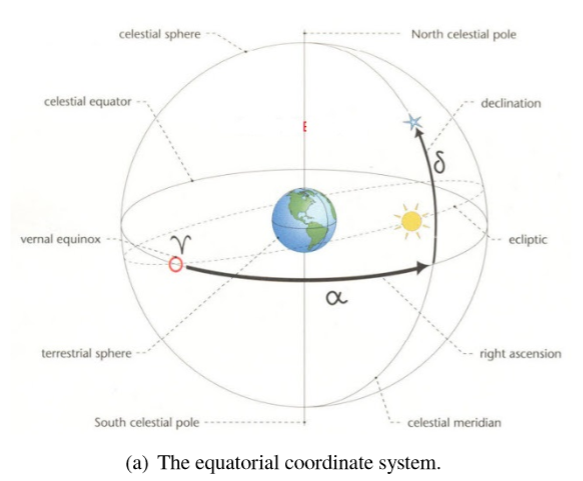 celestial sphere
North celestial pole
celestial equator
declination
δ
vernal equinox
γ
ecliptic
α
terrestrial sphere
right ascension
South celestial pole
celestial meridian
(a) The equatorial coordinate system.